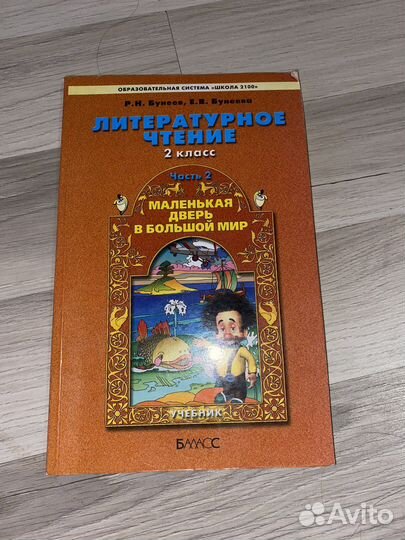 ОБРАЗОВАТЕЛЬНАЯ СИСТЕМА «ШКОЛА 2100»
Р.Н. Бунеев, Е.В. Бунеева
ЛИТЕРАТУРНОЕ
ЧТЕНИЕ
2 класс
Часть 2
МАЛЕНЬКАЯ
ДВЕРЬ
В БОЛЬШОЙ МИР
УЧЕБНИК
БАЛАСС
Avito